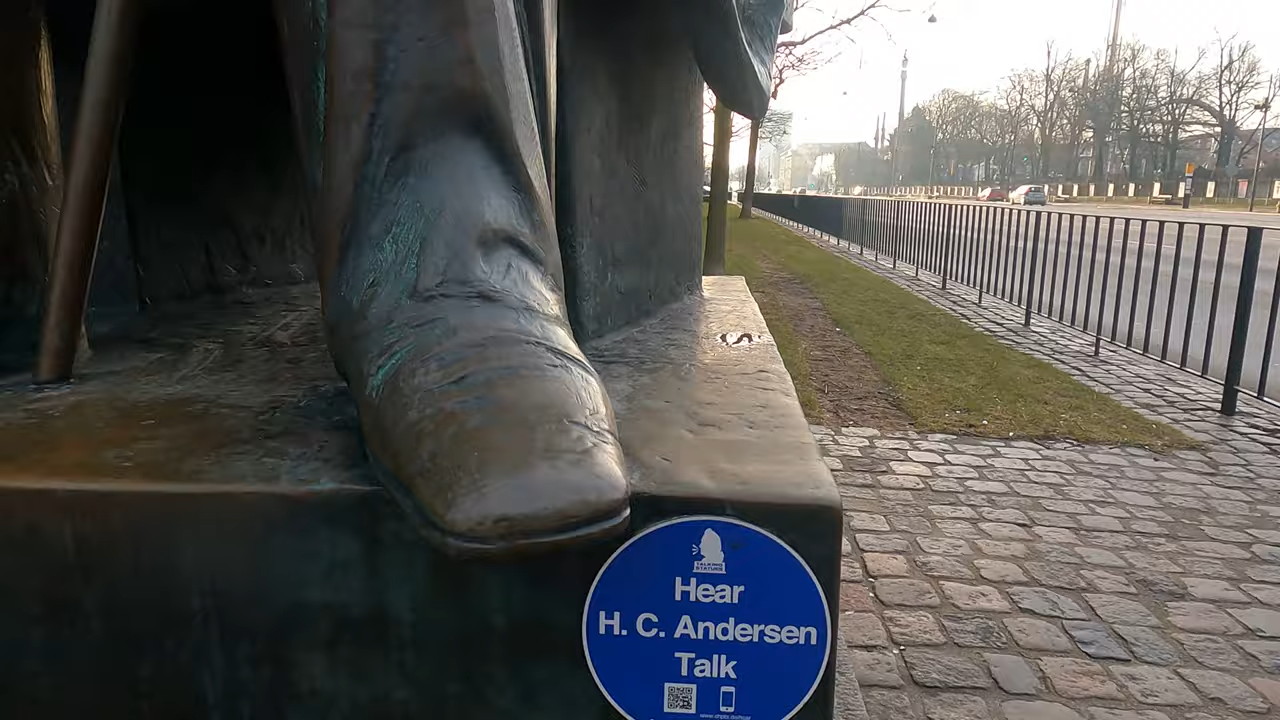 TALKING
STATUES
Hear
H. C. Andersen
Talk